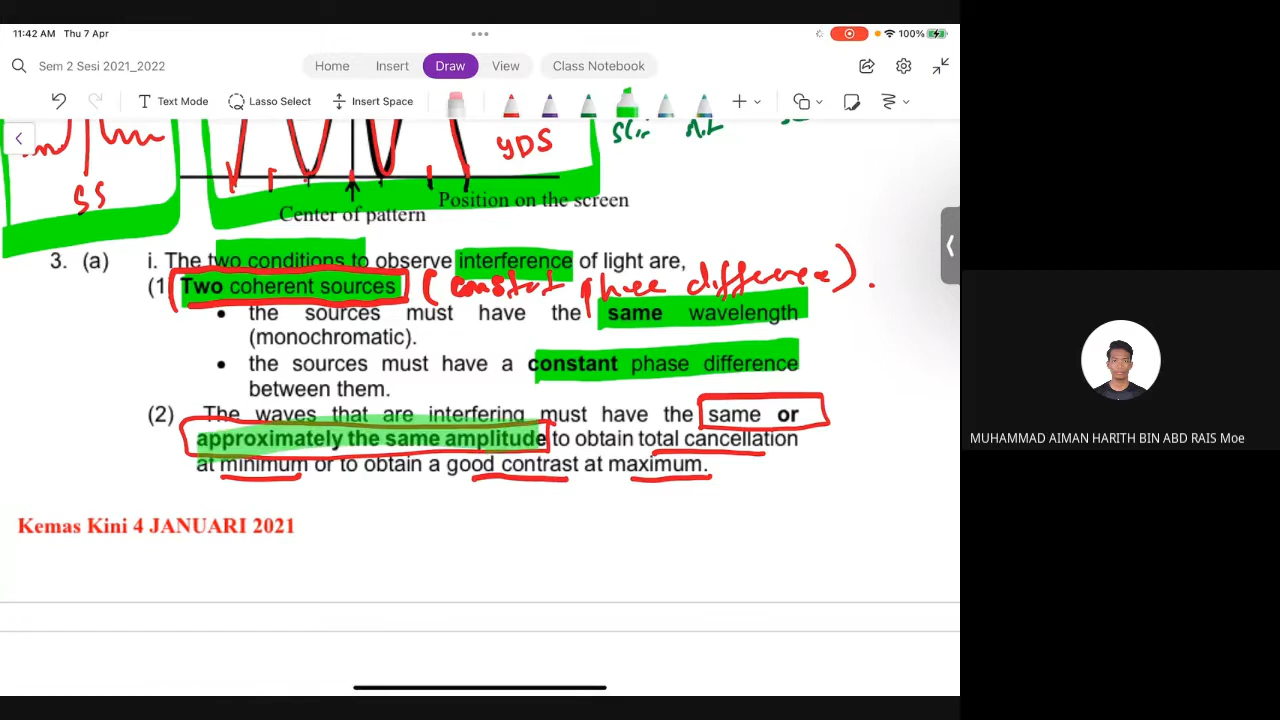 11:42 AM Thu 7 Apr
100%
Sem 2 Sesi 2021_2022
Home Insert Draw View Class Notebook
Text Mode Lasso Select Insert Space
SS
YDS
Position on the screen
Center of pattern
3. (a) i. The two conditions to observe interference of light are,
(1) Two coherent sources (constant phase difference).
• the sources must have the same wavelength
(monochromatic).
• the sources must have a constant phase difference
between them.
(2) The waves that are interfering must have the same or
approximately the same amplitude to obtain total cancellation
at minimum or to obtain a good contrast at maximum.
Kemas Kini 4 JANUARI 2021
MUHAMMAD AIMAN HARITH BIN ABD RAIS Moe